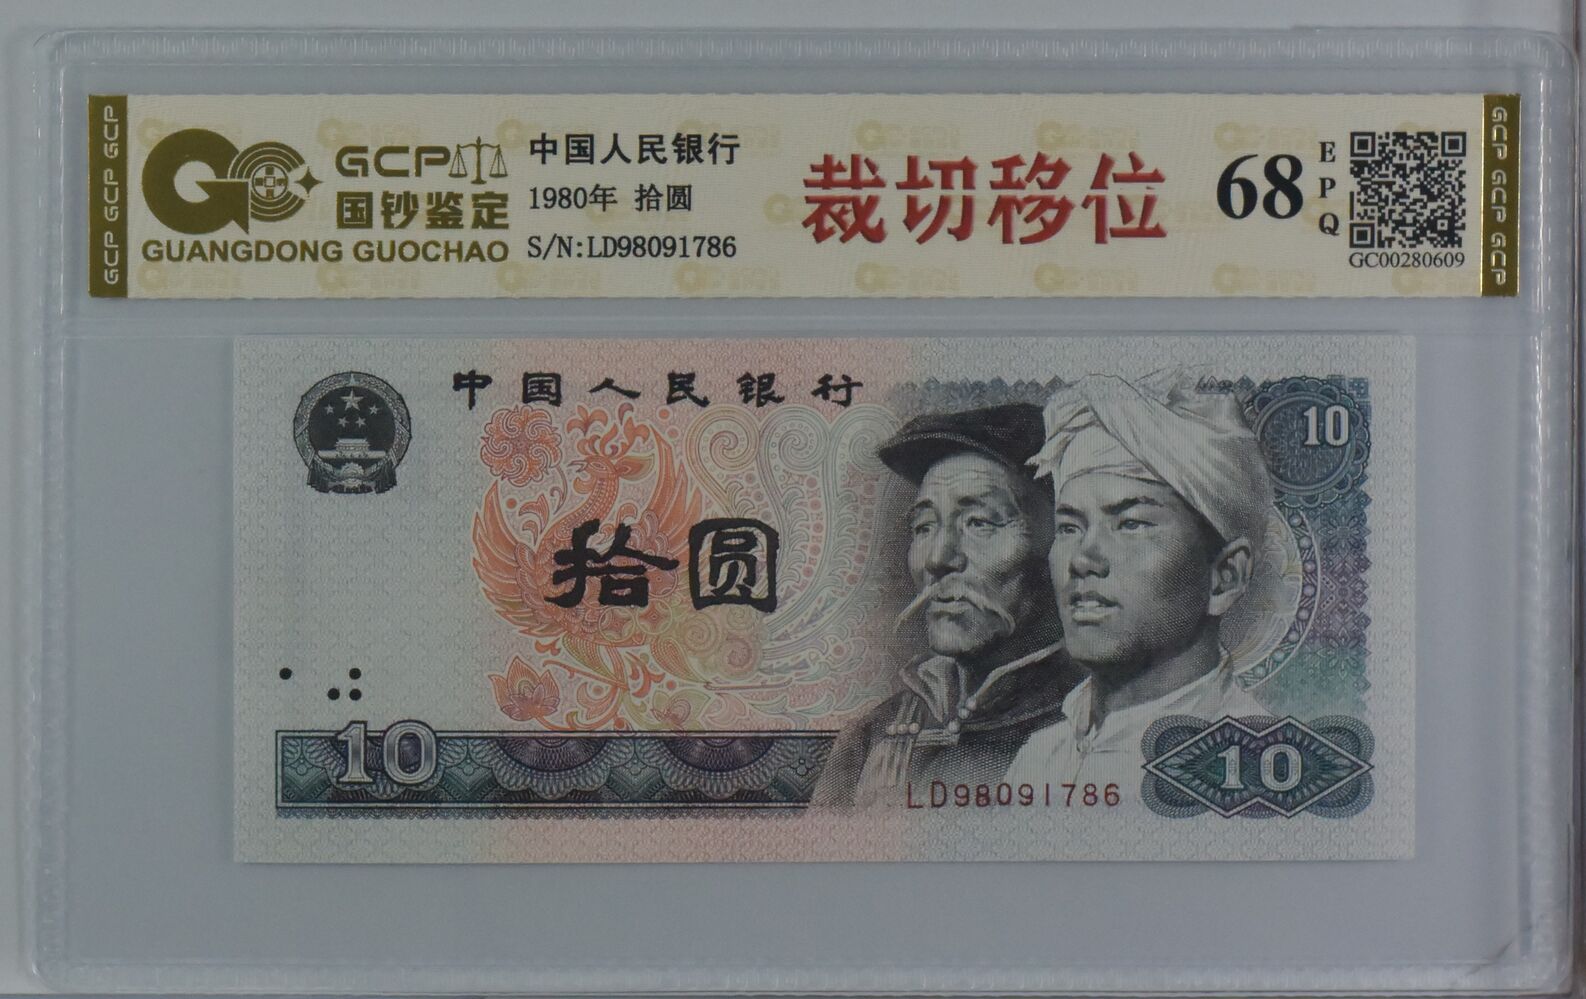 GCP GCP GCP
GCP
国钞鉴定
GUANGDONG GUOCHAO
中国人民银行
1980年 拾圆
S/N:LD98091786
裁切移位
68
EPQ
GC00280609
GCP GCP GCP
中国人民银行
10
拾圆
10
LD98091786
10